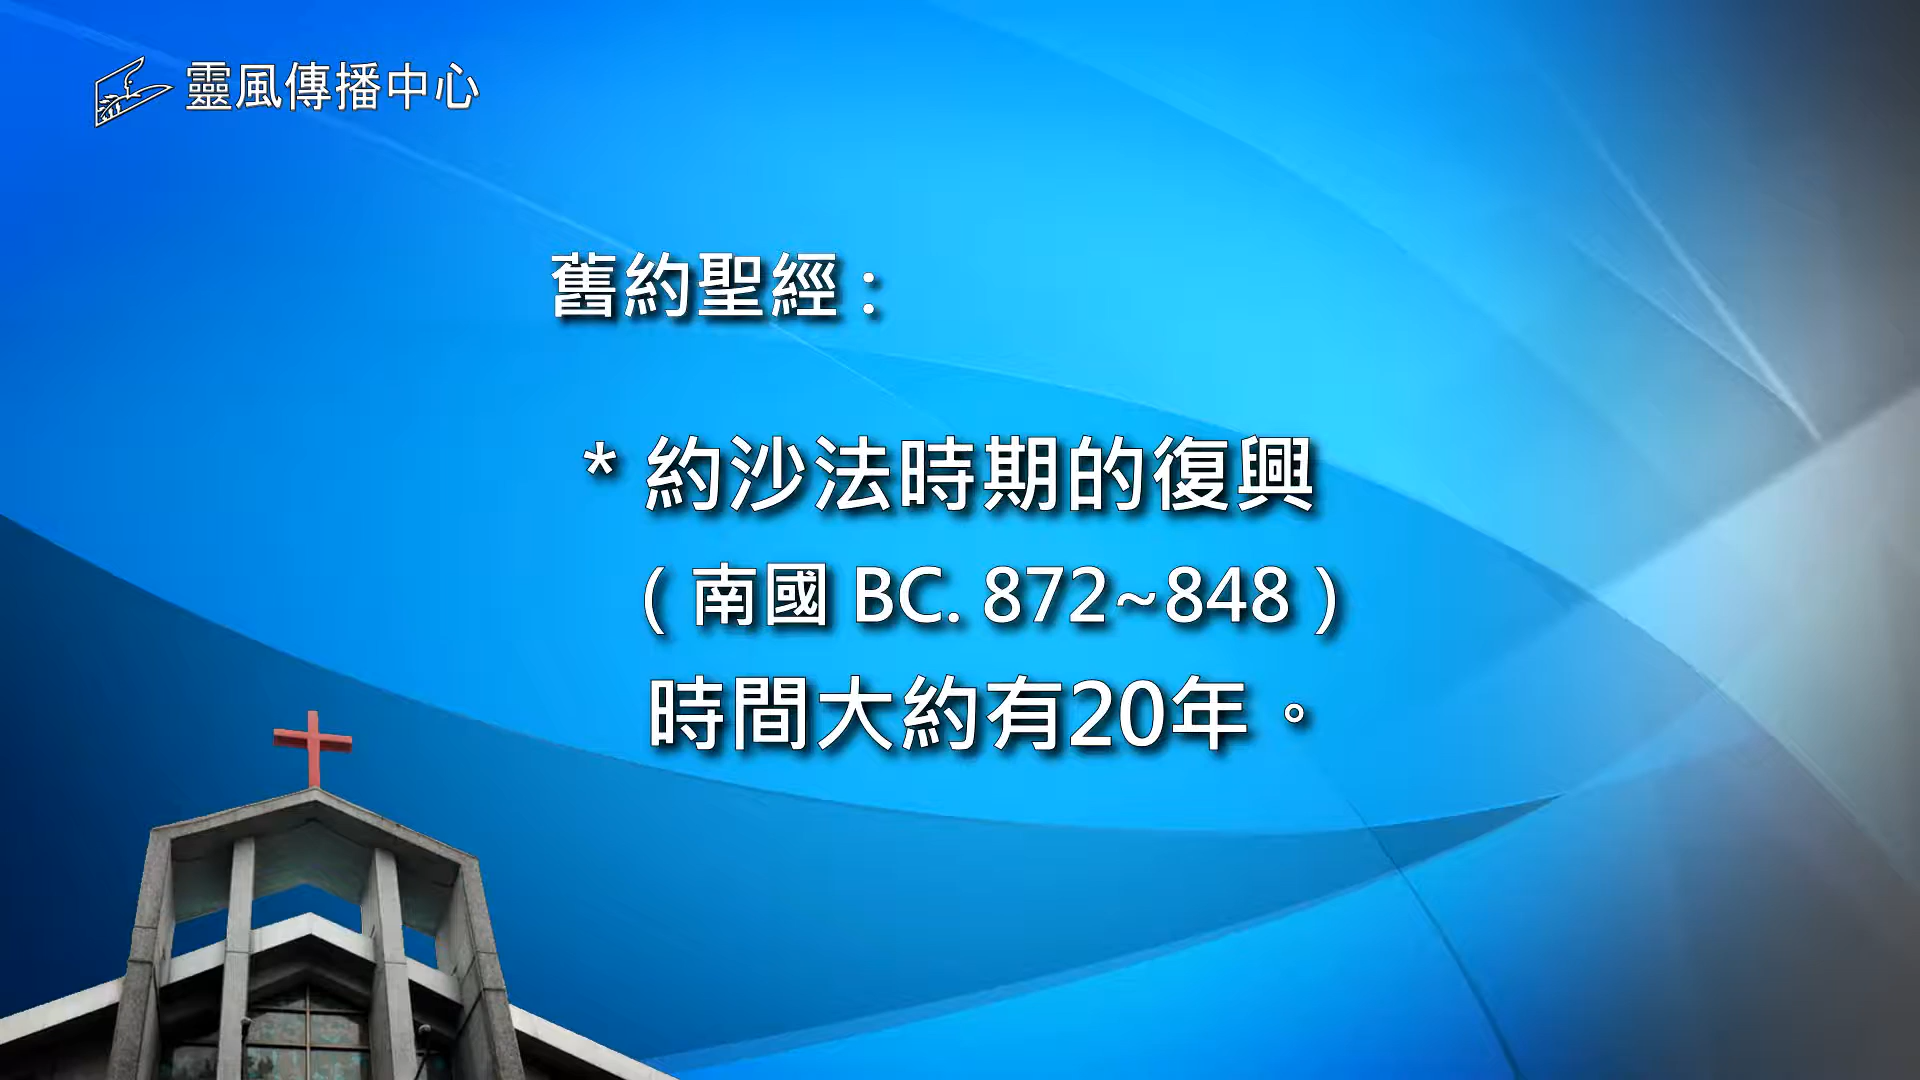 靈風傳播中心
舊約聖經：
* 約沙法時期的復興
（南國 BC. 872~848）
時間大約有20年。